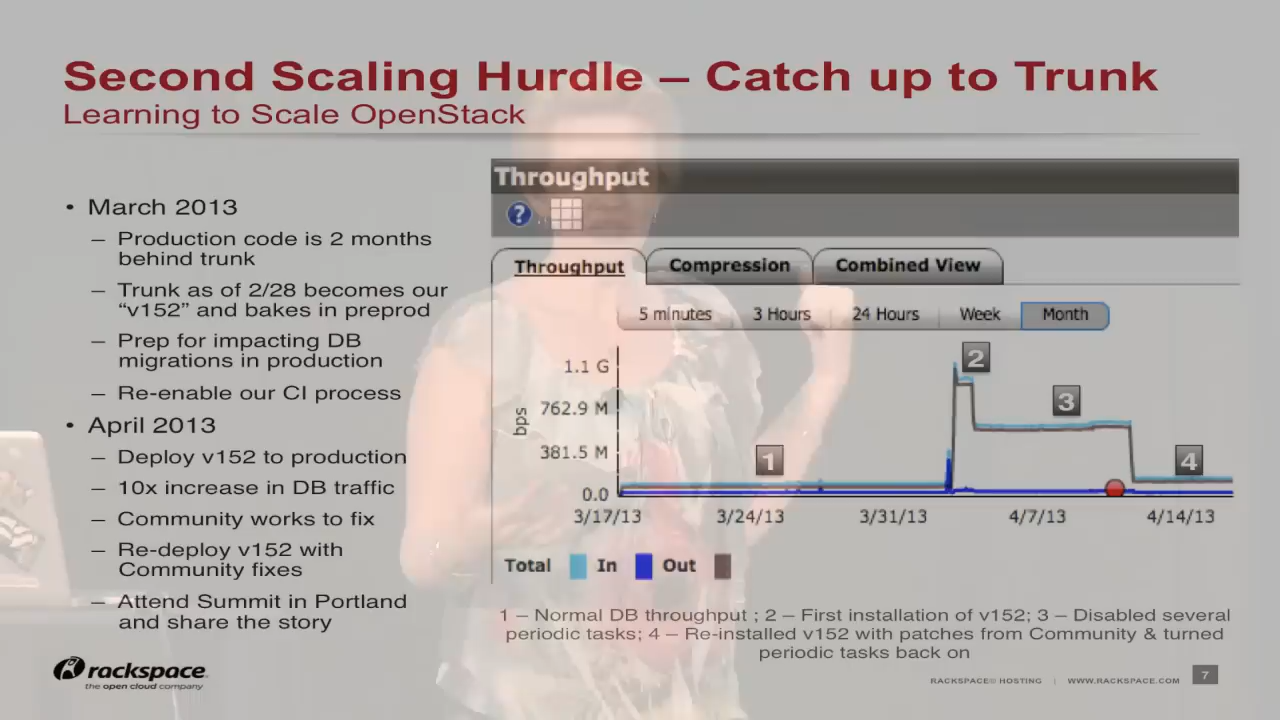 Second Scaling Hurdle – Catch up to Trunk
Learning to Scale OpenStack
• March 2013
– Production code is 2 months
behind trunk
– Trunk as of 2/28 becomes our
“v152” and bakes in preprod
– Prep for impacting DB
migrations in production
– Re-enable our CI process
• April 2013
– Deploy v152 to production
– 10x increase in DB traffic
– Community works to fix
– Re-deploy v152 with
Community fixes
– Attend Summit in Portland
and share the story
Throughput
?
Throughput Compression Combined View
5 minutes 3 Hours 24 Hours Week Month
bps
1.1 G
762.9 M
381.5 M
0.0
1
2
3
4
3/17/13 3/24/13 3/31/13 4/7/13 4/14/13
Total In Out
1 – Normal DB throughput ; 2 – First installation of v152; 3 – Disabled several
periodic tasks; 4 – Re-installed v152 with patches from Community & turned
periodic tasks back on
rackspace
the open cloud company
RACKSPACE® HOSTING | WWW.RACKSPACE.COM 7